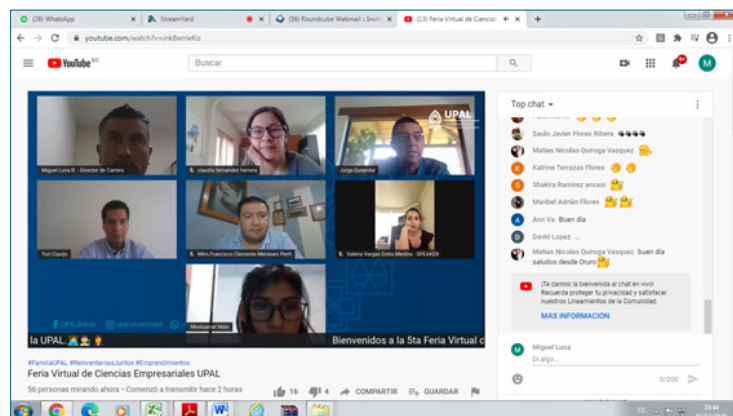 (38) WhatsApp
StreamYard
(56) Roundcube Webmail :: Invit
(13) Feria Virtual de Ciencias
youtube.com/watch?v=inkBerrieKo
YouTube BO
Buscar
M
UPAL
Miguel Luna R. - Director de Carrera
claudia fernandez herrera
Jorge Durandal
Yuri Clavijo
Mtro.Francisco Clemente Meneses Pech
Valeria Vargas Doria Medina -SPEAKER
Montserrat Main
UPALBolivia
@upal.universidad
la UPAL.
Bienvenidos a la 5ta Feria Virtual d
#FamiliaUPAL #ReinventarnosJuntos #Emprendimientos
Feria Virtual de Ciencias Empresariales UPAL
56 personas mirando ahora • Comenzó a transmitir hace 2 horas
16
4
COMPARTIR
GUARDAR
Top chat
Saulo Javier Flores Ribera
Matias Nicolas Quiroga Vasquez
K Katrine Terrazas Flores
S Shakira Ramirez ancasi
Maribel Adrián Flores
A Ann Va Buen día
D David Lopez ...
Matias Nicolas Quiroga Vasquez buen día
saludos desde Oruro
¡Te damos la bienvenida al chat en vivo!
Recuerda proteger tu privacidad y satisfacer
nuestros Lineamientos de la Comunidad.
MÁS INFORMACIÓN
M Miguel Luna
Di algo...
0/200
ES
10:44